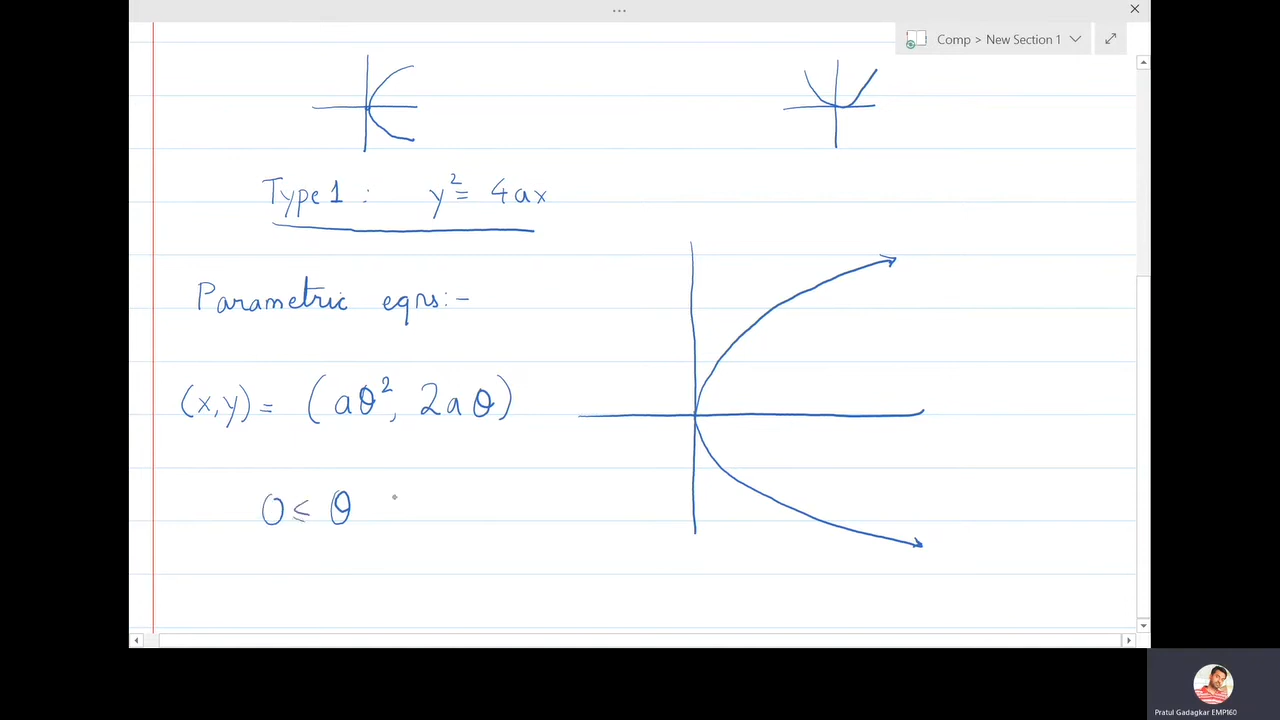 Comp > New Section 1
Type 1 : y² = 4ax
Parametric eqns:-
(x,y) = (aθ², 2aθ)
0 ≤ θ
Pratul Gadagkar EMP160